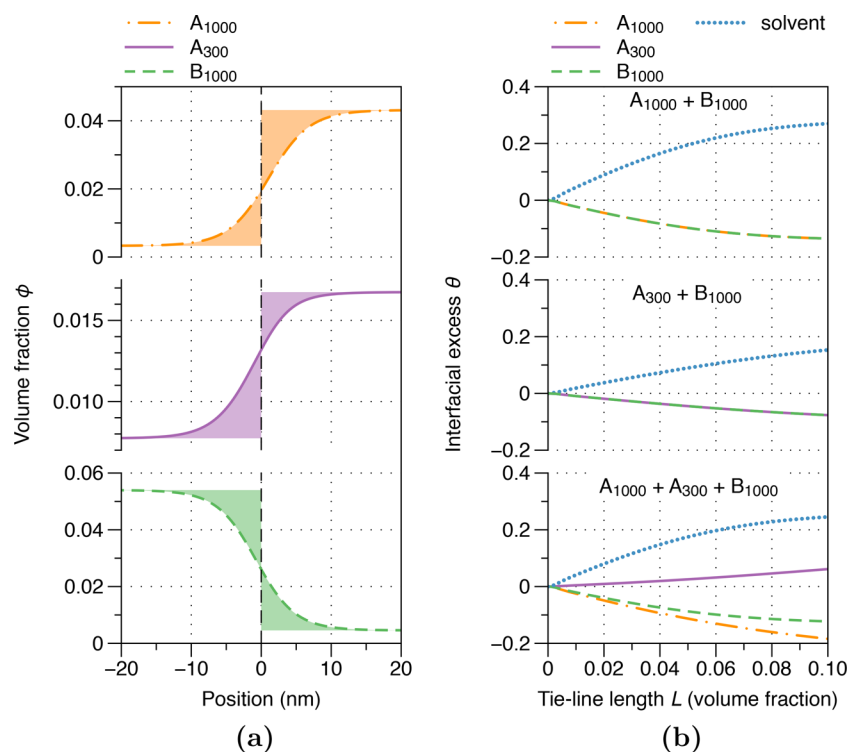 A1000
A300
B1000
0.04
0.02
0
0.015
0.010
0.06
0.04
0.02
0
−20
−10
0
10
20
Volume fraction ϕ
Position (nm)
(a)
A1000
A300
B1000
solvent
0.4
0.2
0
−0.2
A1000 + B1000
0.4
0.2
0
−0.2
A300 + B1000
0.4
0.2
0
−0.2
A1000 + A300 + B1000
0
0.02
0.04
0.06
0.08
0.10
Interfacial excess θ
Tie-line length L (volume fraction)
(b)